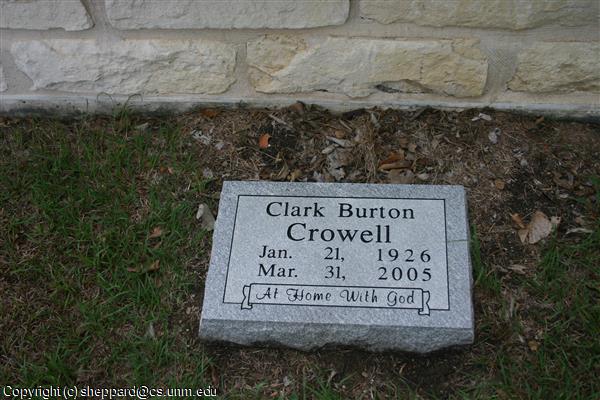 Clark Burton
Crowell
Jan. 21, 1926
Mar. 31, 2005
At Home With God
Copyright (c) sheppard@cs.unm.edu